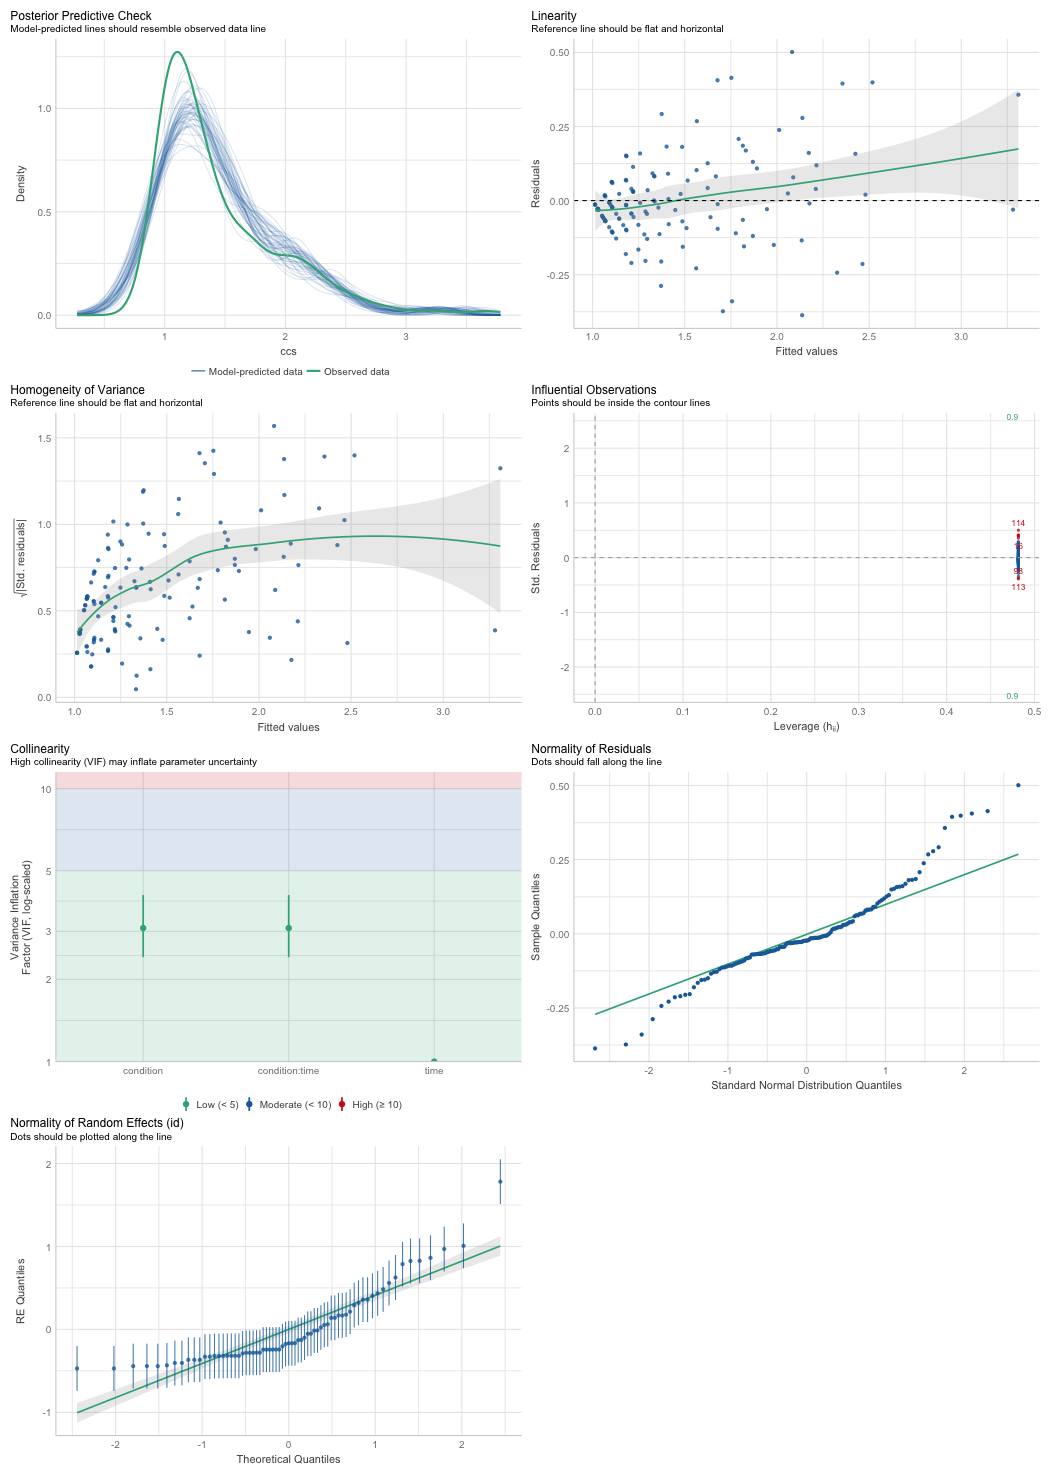 Posterior Predictive Check
Model-predicted lines should resemble observed data line
Density
1.0
0.5
0.0
1
2
3
ccs
Model-predicted data
Observed data
Linearity
Reference line should be flat and horizontal
Residuals
0.50
0.25
0.00
-0.25
1.0
1.5
2.0
2.5
3.0
Fitted values
Homogeneity of Variance
Reference line should be flat and horizontal
√|Std. residuals|
1.5
1.0
0.5
0.0
1.0
1.5
2.0
2.5
3.0
Fitted values
Influential Observations
Points should be inside the contour lines
Std. Residuals
2
1
0
-1
-2
0.9
114
113
0.9
0.0
0.1
0.2
0.3
0.4
0.5
Leverage (hii)
Collinearity
High collinearity (VIF) may inflate parameter uncertainty
Variance Inflation
Factor (VIF, log-scaled)
10
5
3
2
1
condition
condition:time
time
Low (< 5)
Moderate (< 10)
High (≥ 10)
Normality of Residuals
Dots should fall along the line
Sample Quantiles
0.50
0.25
0.00
-0.25
-2
-1
0
1
2
Standard Normal Distribution Quantiles
Normality of Random Effects (id)
Dots should be plotted along the line
RE Quantiles
2
1
0
-1
-2
-1
0
1
2
Theoretical Quantiles